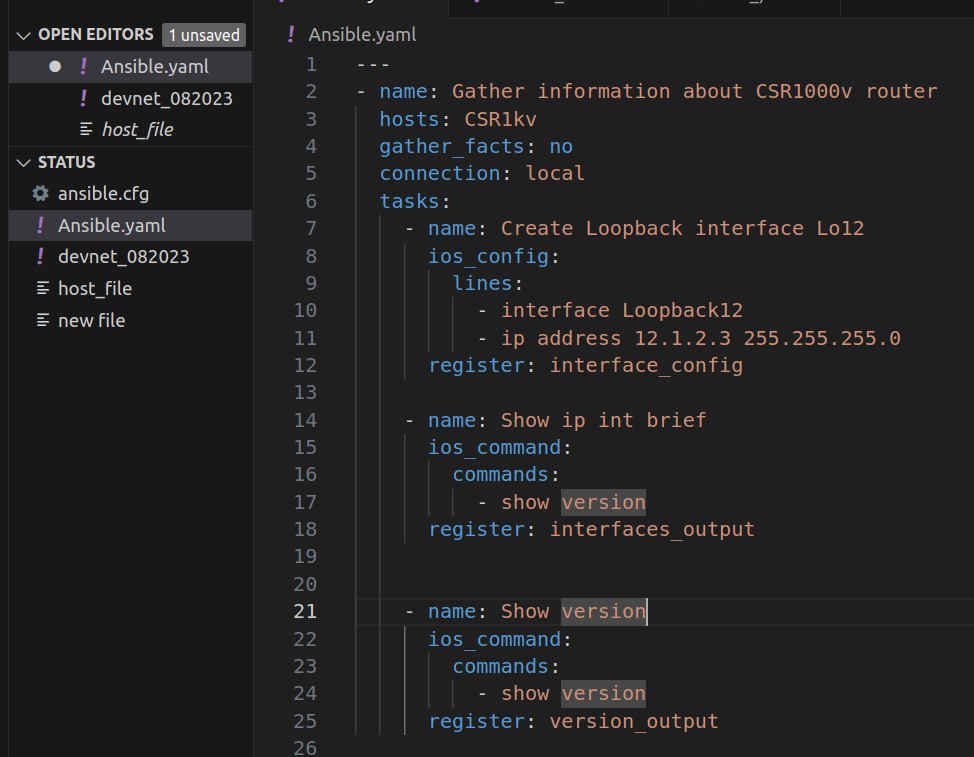 OPEN EDITORS 1 unsaved
! Ansible.yaml
! devnet_082023
host_file
STATUS
ansible.cfg
! Ansible.yaml
! devnet_082023
host_file
new file
! Ansible.yaml
1 ---
2 - name: Gather information about CSR1000v router
3 hosts: CSR1kv
4 gather_facts: no
5 connection: local
6 tasks:
7 - name: Create Loopback interface Lo12
8 ios_config:
9 lines:
10 - interface Loopback12
11 - ip address 12.1.2.3 255.255.255.0
12 register: interface_config
13
14 - name: Show ip int brief
15 ios_command:
16 commands:
17 - show version
18 register: interfaces_output
19
20
21 - name: Show version
22 ios_command:
23 commands:
24 - show version
25 register: version_output
26